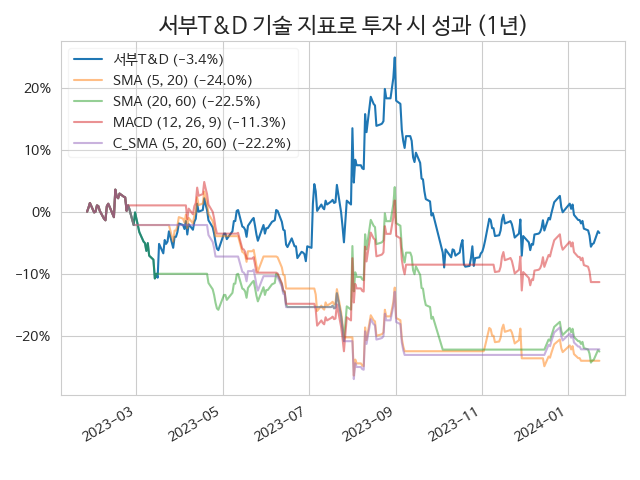 서부T&D 기술 지표로 투자 시 성과 (1년)
서부T&D (-3.4%)
SMA (5, 20) (-24.0%)
SMA (20, 60) (-22.5%)
MACD (12, 26, 9) (-11.3%)
C_SMA (5, 20, 60) (-22.2%)
20%
10%
0%
-10%
-20%
2023-03
2023-05
2023-07
2023-09
2023-11
2024-01